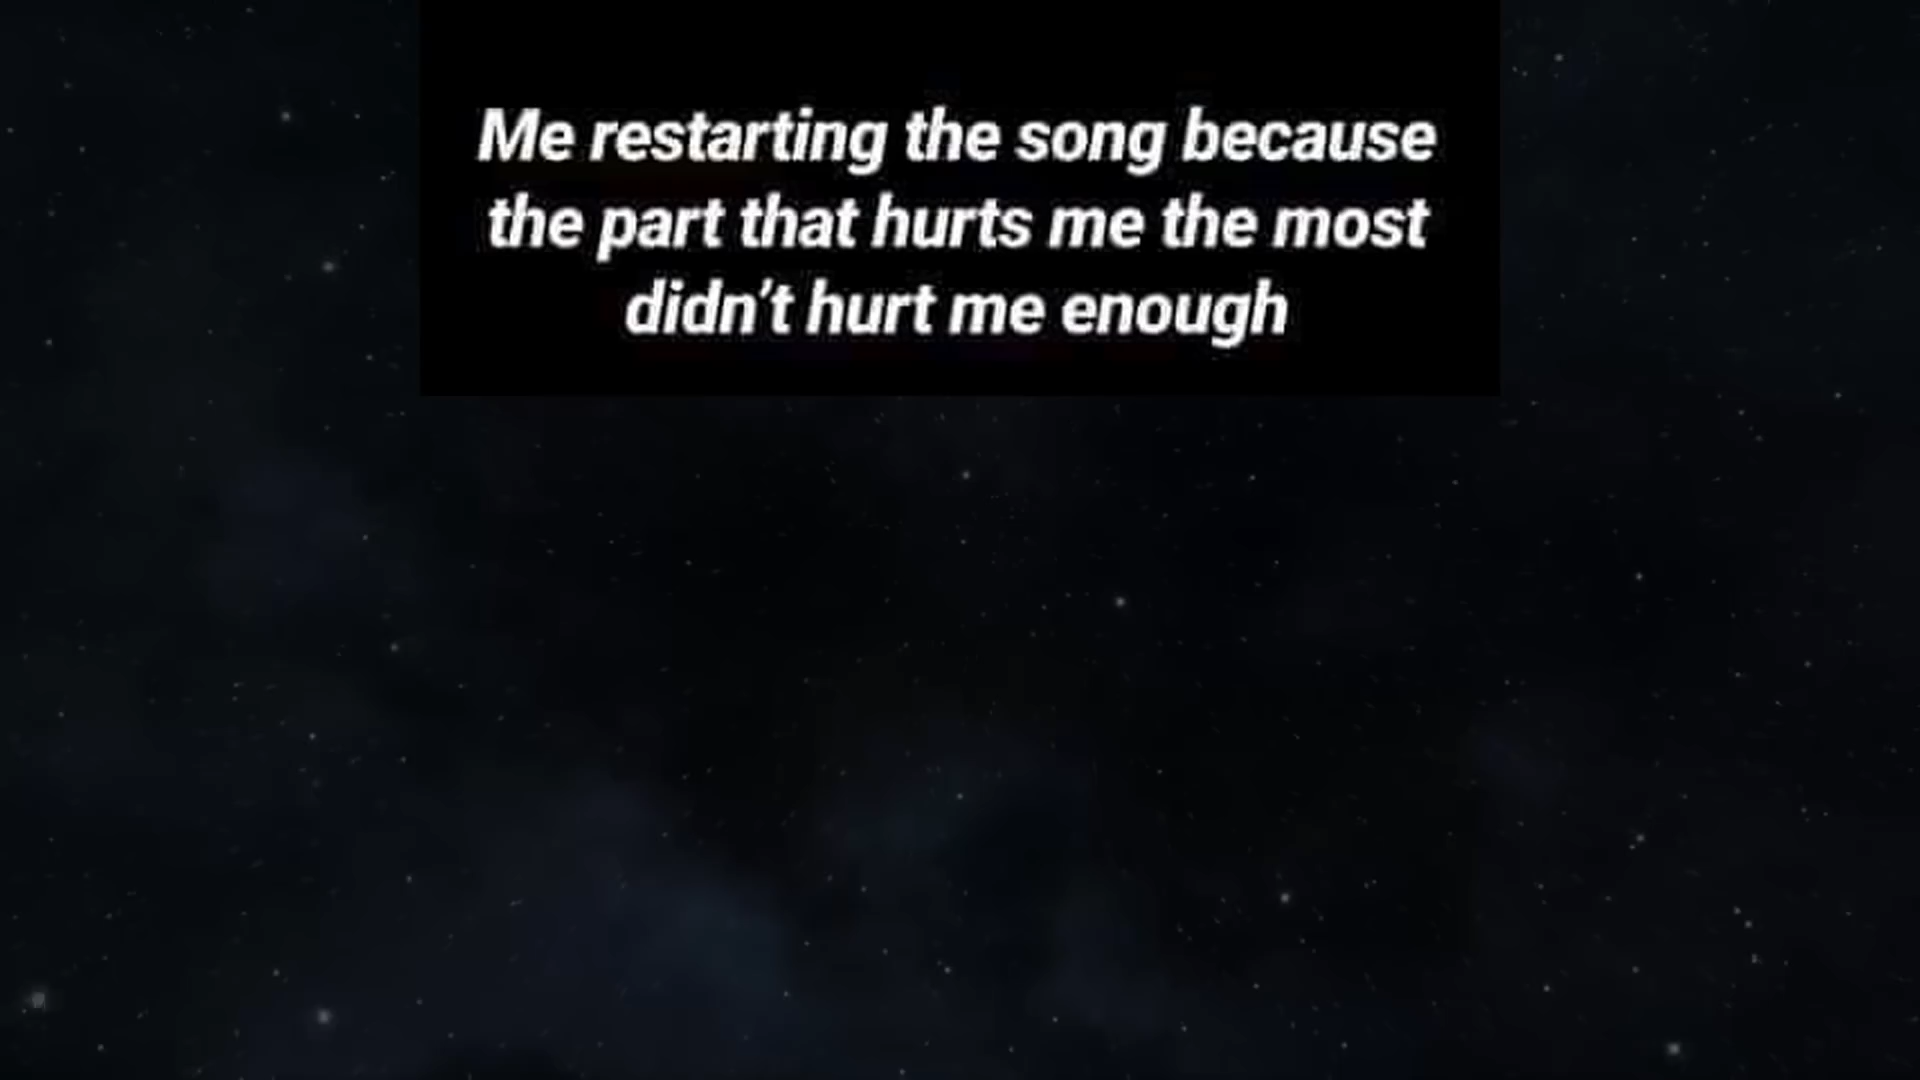 Me restarting the song because
the part that hurts me the most
didn't hurt me enough